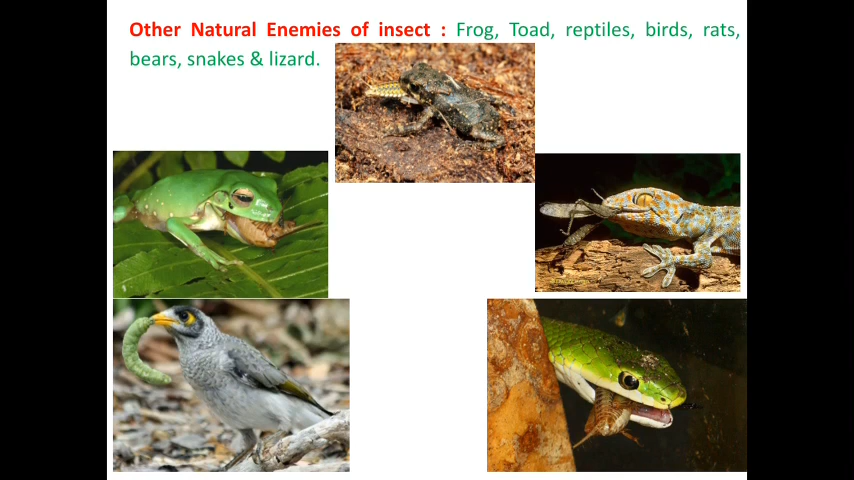 Other Natural Enemies of insect : Frog, Toad, reptiles, birds, rats,
bears, snakes & lizard.